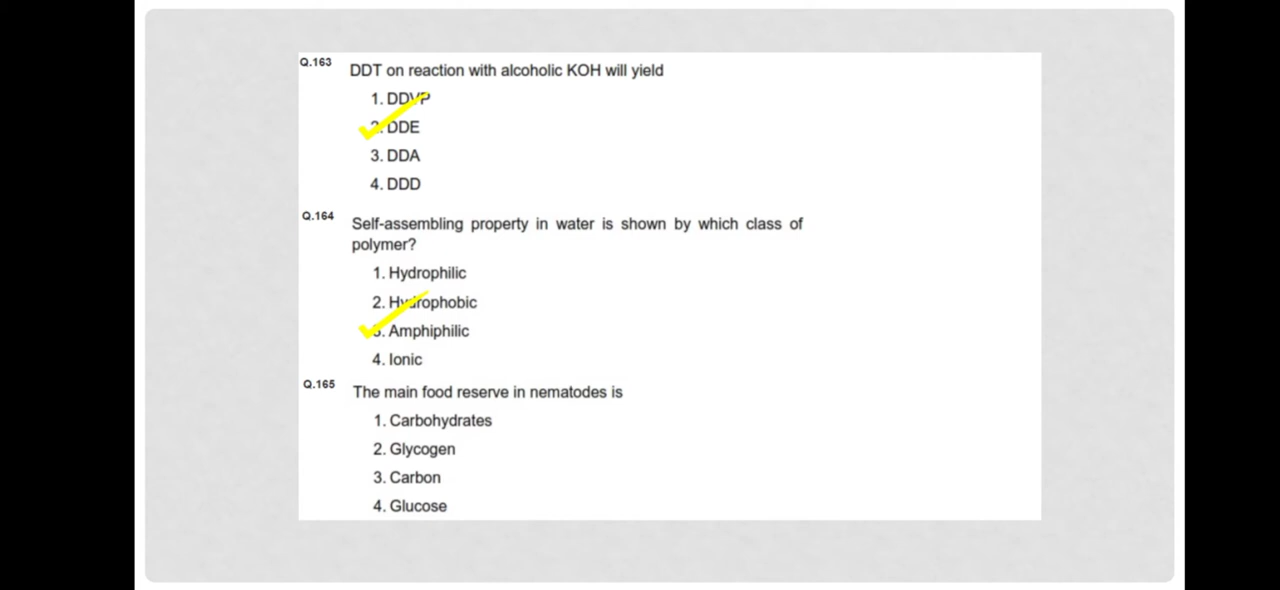 Q.163 DDT on reaction with alcoholic KOH will yield
1. DDVP
2. DDE
3. DDA
4. DDD
Q.164 Self-assembling property in water is shown by which class of
polymer?
1. Hydrophilic
2. Hydrophobic
3. Amphiphilic
4. Ionic
Q.165 The main food reserve in nematodes is
1. Carbohydrates
2. Glycogen
3. Carbon
4. Glucose